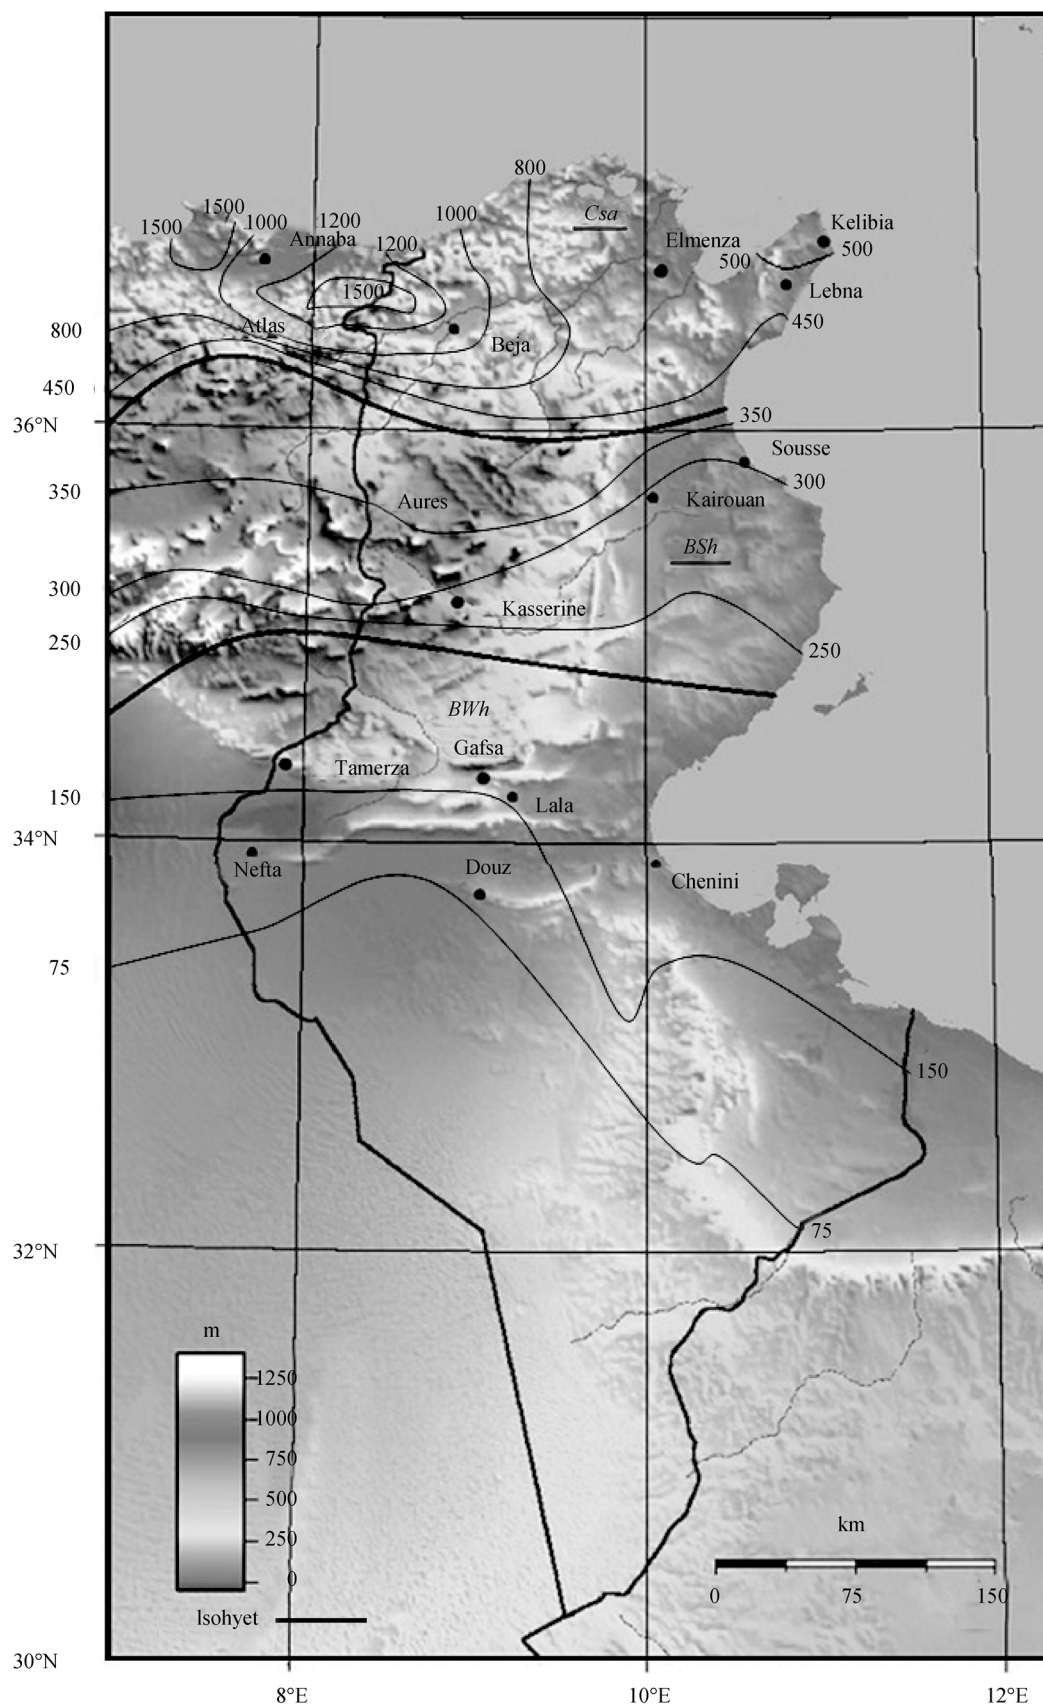 800
1500
1500
1000
1200
1000
Csa
Kelibia
Annaba
1200
Elmenza
500
500
1500
Lebna
800
Atlas
Beja
450
450
36°N
350
Sousse
350
Aures
Kairouan
300
BSh
300
Kasserine
250
250
BWh
Gafsa
Tamerza
150
Lala
34°N
Nefta
Douz
Chenini
75
150
75
32°N
m
1250
1000
750
500
250
0
km
0
75
150
Isohyet
30°N
8°E
10°E
12°E